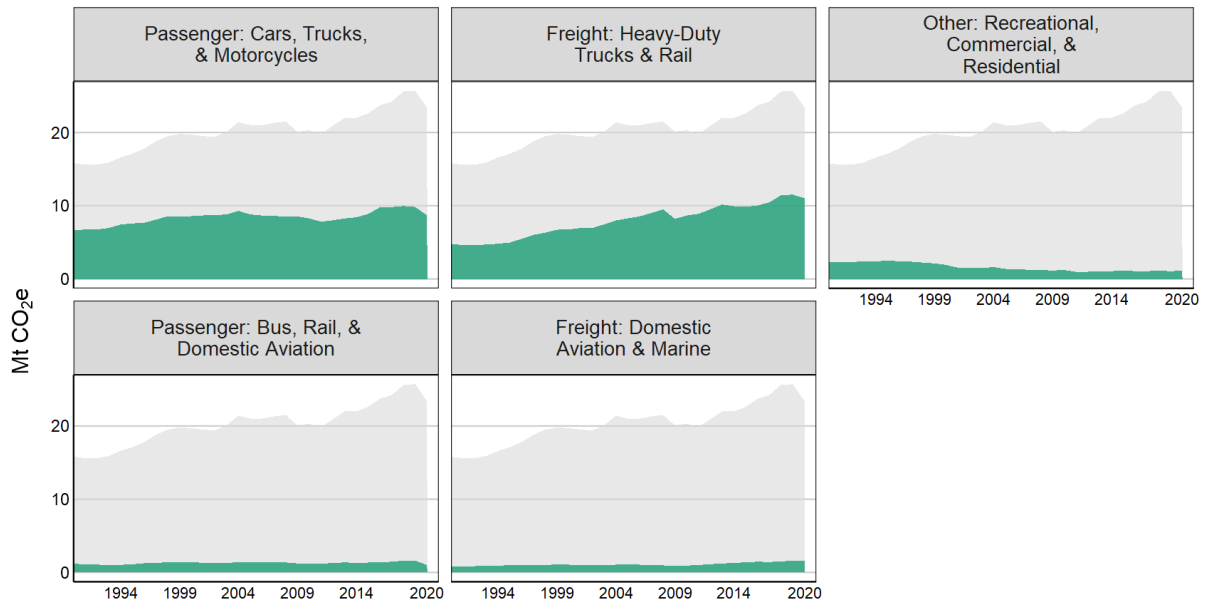 Passenger: Cars, Trucks,
& Motorcycles
Freight: Heavy-Duty
Trucks & Rail
Other: Recreational,
Commercial, &
Residential
20
10
0
1994 1999 2004 2009 2014 2020
Passenger: Bus, Rail, &
Domestic Aviation
Freight: Domestic
Aviation & Marine
Mt CO₂e
20
10
0
1994 1999 2004 2009 2014 2020
1994 1999 2004 2009 2014 2020